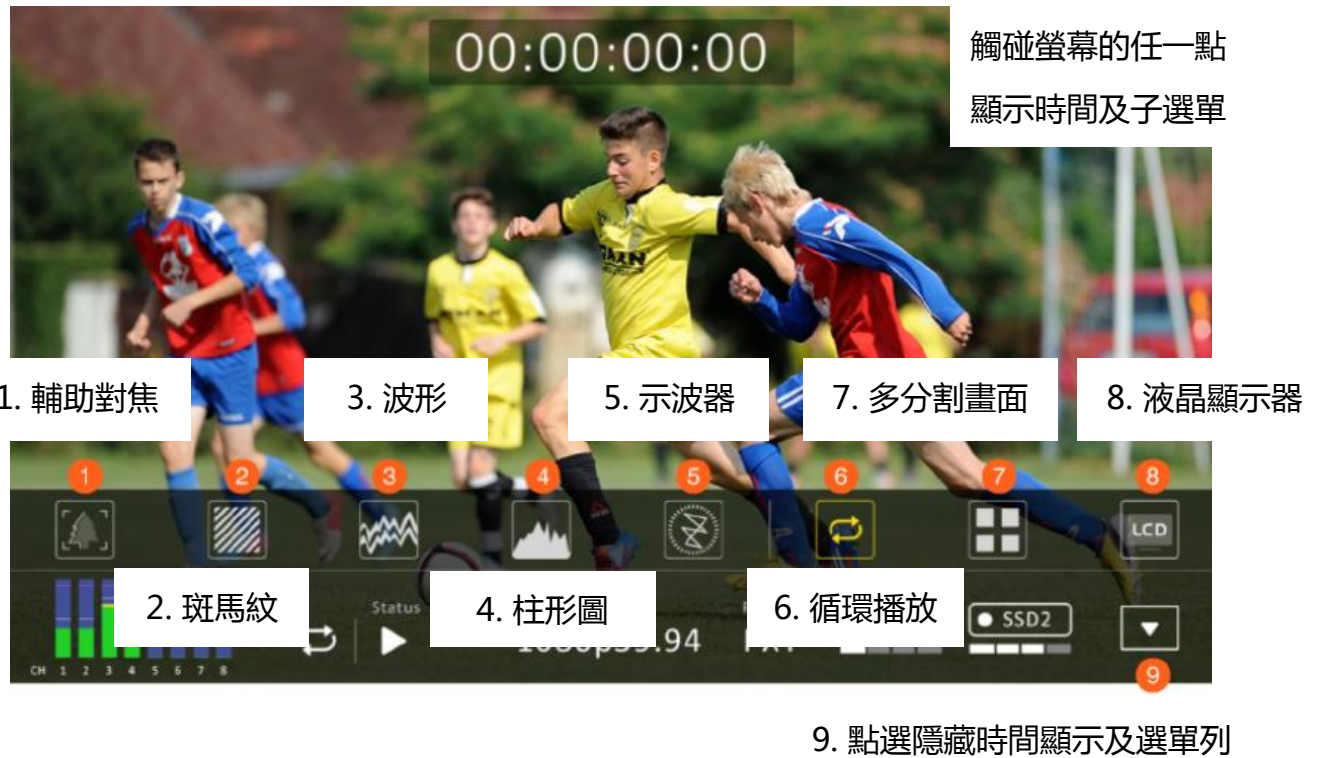 00:00:00:00
觸碰螢幕的任一點
顯示時間及子選單
1. 輔助對焦
3. 波形
5. 示波器
7. 多分割畫面
8. 液晶顯示器
1 2 3 4 5 6 7 8
LCD
2. 斑馬紋
4. 柱形圖
6. 循環播放
Status
SSD2
CH 1 2 3 4 5 6 7 8
9
9. 點選隱藏時間顯示及選單列